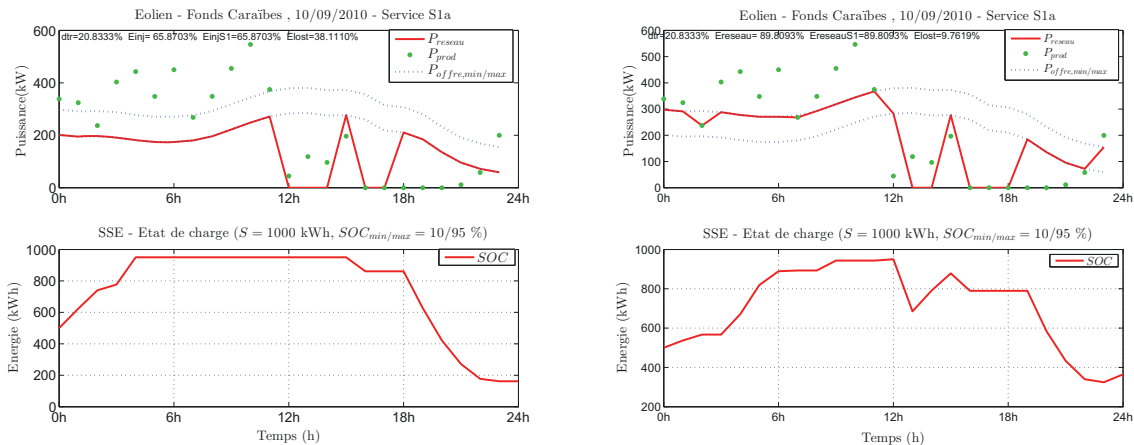 Eolien - Fonds Caraïbes , 10/09/2010 - Service S1a
dtr=20.8333% Einj= 65.8703% EinjS1=65.8703% Elost=38.1110%
P_reseau
P_prod
P_offre,min/max
Puissance(kW)
600
400
200
0
0h
6h
12h
18h
24h
SSE - Etat de charge (S = 1000 kWh, SOC_min/max = 10/95 %)
SOC
Energie (kWh)
1000
800
600
400
200
0
0h
6h
12h
18h
24h
Temps (h)
Eolien - Fonds Caraïbes , 10/09/2010 - Service S1a
dtr=20.8333% Ereseau= 89.8093% EreseauS1=89.8093% Elost=9.7619%
P_reseau
P_prod
P_offre,min/max
Puissance(kW)
600
500
400
300
200
100
0
0h
6h
12h
18h
24h
SSE - Etat de charge (S = 1000 kWh, SOC_min/max = 10/95 %)
SOC
Energie (kWh)
1000
800
600
400
200
0h
6h
12h
18h
24h
Temps (h)